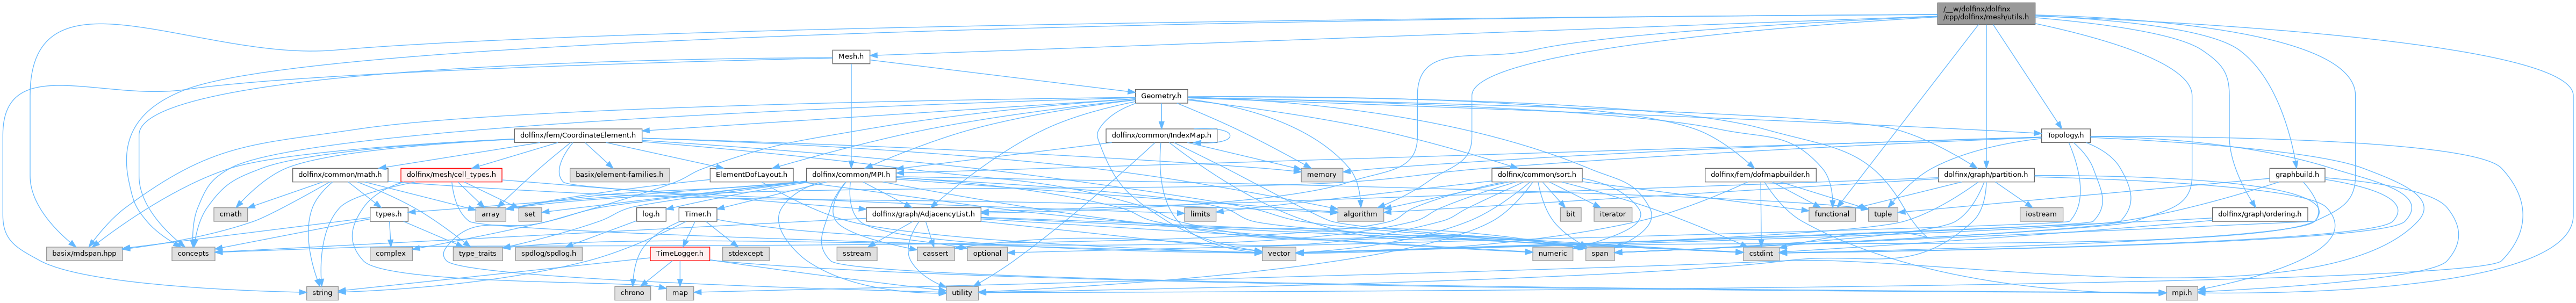 /__w/dolfinx/dolfinx
/cpp/dolfinx/mesh/utils.h
Mesh.h
Geometry.h
dolfinx/fem/CoordinateElement.h
dolfinx/common/IndexMap.h
Topology.h
basix/element-families.h
dolfinx/common/math.h
dolfinx/mesh/cell_types.h
ElementDofLayout.h
dolfinx/common/MPI.h
memory
dolfinx/common/sort.h
dolfinx/fem/dofmapbuilder.h
dolfinx/graph/partition.h
graphbuild.h
cmath
types.h
array
set
log.h
Timer.h
dolfinx/graph/AdjacencyList.h
limits
algorithm
bit
iterator
functional
tuple
iostream
dolfinx/graph/ordering.h
basix/mdspan.hpp
concepts
complex
type_traits
spdlog/spdlog.h
TimeLogger.h
stdexcept
sstream
cassert
optional
vector
numeric
span
cstdint
string
chrono
map
utility
mpi.h